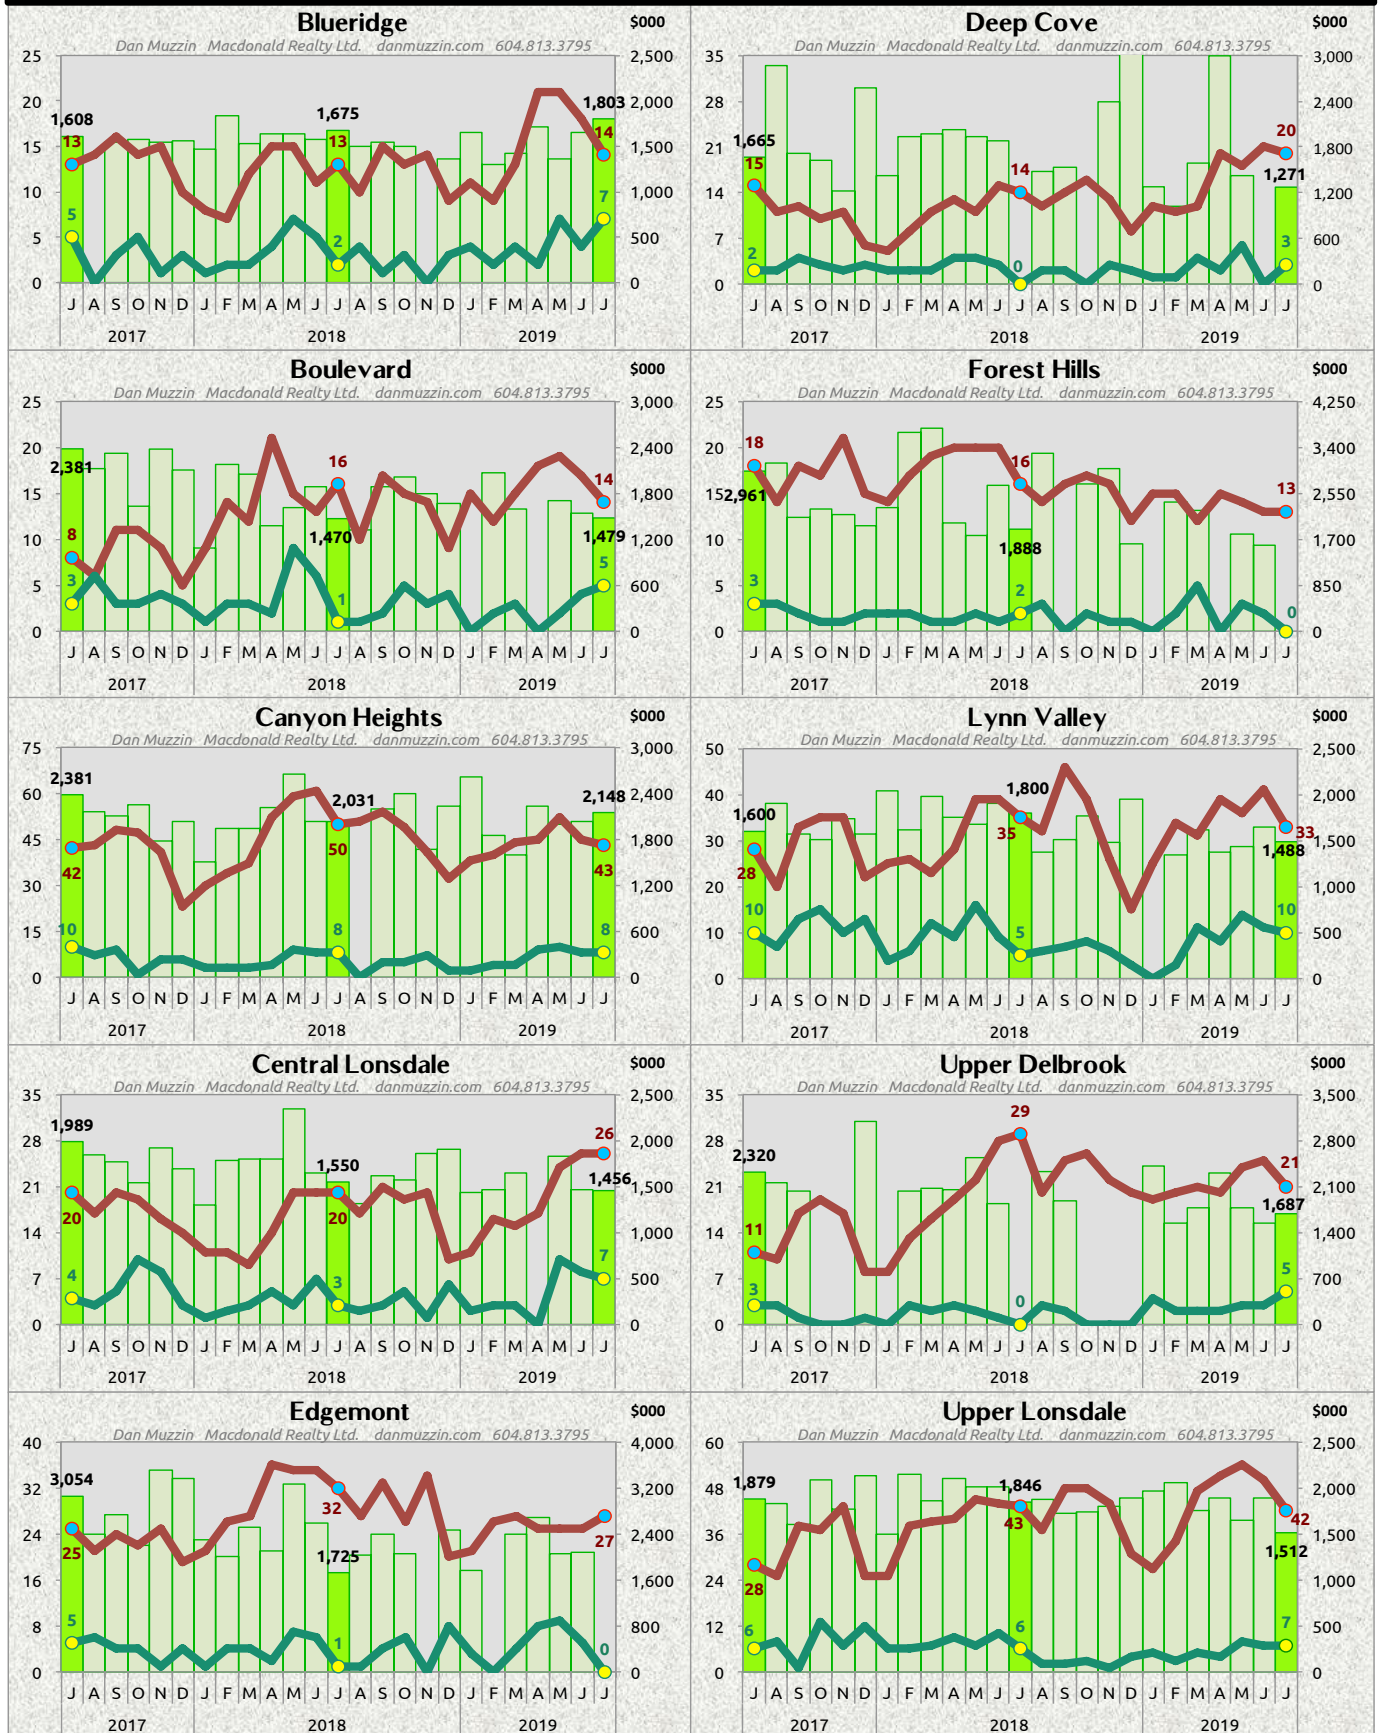 Blueridge
$000
Dan Muzzin Macdonald Realty Ltd. danmuzzin.com 604.813.3795
25 2,500
20 2,000
15 1,500
10 1,000
5 500
0 0
1,608 1,675 1,803
13 13 14
5 2 7
J A S O N D J F M A M J J A S O N D J F M A M J J
2017 2018 2019
Deep Cove
$000
Dan Muzzin Macdonald Realty Ltd. danmuzzin.com 604.813.3795
35 3,000
28 2,400
21 1,800
14 1,200
7 600
0 0
1,665 1,271
15 14 20
2 0 3
J A S O N D J F M A M J J A S O N D J F M A M J J
2017 2018 2019
Boulevard
$000
Dan Muzzin Macdonald Realty Ltd. danmuzzin.com 604.813.3795
25 3,000
20 2,400
15 1,800
10 1,200
5 600
0 0
2,381 1,470 1,479
8 16 14
3 1 5
J A S O N D J F M A M J J A S O N D J F M A M J J
2017 2018 2019
Forest Hills
$000
Dan Muzzin Macdonald Realty Ltd. danmuzzin.com 604.813.3795
25 4,250
20 3,400
15 2,550
10 1,700
5 850
0 0
2,961 1,888
18 16 13
3 2 0
J A S O N D J F M A M J J A S O N D J F M A M J J
2017 2018 2019
Canyon Heights
$000
Dan Muzzin Macdonald Realty Ltd. danmuzzin.com 604.813.3795
75 3,000
60 2,400
45 1,800
30 1,200
15 600
0 0
2,381 2,031 2,148
42 50 43
10 8 8
J A S O N D J F M A M J J A S O N D J F M A M J J
2017 2018 2019
Lynn Valley
$000
Dan Muzzin Macdonald Realty Ltd. danmuzzin.com 604.813.3795
50 2,500
40 2,000
30 1,500
20 1,000
10 500
0 0
1,600 1,800 1,488
28 35 33
10 5 10
J A S O N D J F M A M J J A S O N D J F M A M J J
2017 2018 2019
Central Lonsdale
$000
Dan Muzzin Macdonald Realty Ltd. danmuzzin.com 604.813.3795
35 2,500
28 2,000
21 1,500
14 1,000
7 500
0 0
1,989 1,550 1,456
20 20 26
4 3 7
J A S O N D J F M A M J J A S O N D J F M A M J J
2017 2018 2019
Upper Delbrook
$000
Dan Muzzin Macdonald Realty Ltd. danmuzzin.com 604.813.3795
35 3,500
28 2,800
21 2,100
14 1,400
7 700
0 0
2,320 1,687
11 29 21
3 0 5
J A S O N D J F M A M J J A S O N D J F M A M J J
2017 2018 2019
Edgemont
$000
Dan Muzzin Macdonald Realty Ltd. danmuzzin.com 604.813.3795
40 4,000
32 3,200
24 2,400
16 1,600
8 800
0 0
3,054 1,725
25 32 27
5 1 0
J A S O N D J F M A M J J A S O N D J F M A M J J
2017 2018 2019
Upper Lonsdale
$000
Dan Muzzin Macdonald Realty Ltd. danmuzzin.com 604.813.3795
60 2,500
48 2,000
36 1,500
24 1,000
12 500
0 0
1,879 1,846 1,512
28 43 42
6 6 7
J A S O N D J F M A M J J A S O N D J F M A M J J
2017 2018 2019